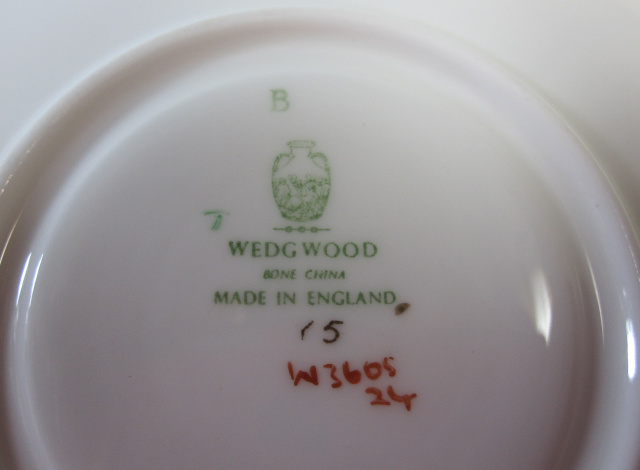 B
7
WEDGWOOD
BONE CHINA
MADE IN ENGLAND
15
W3605
24